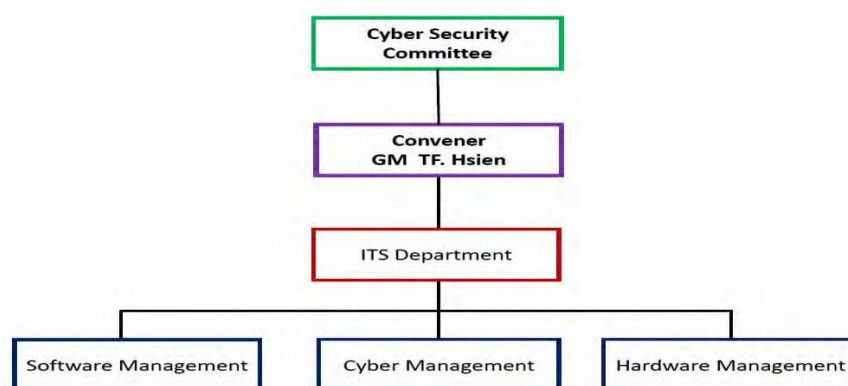 Cyber Security
Committee
Convener
GM TF. Hsien
ITS Department
Software Management
Cyber Management
Hardware Management